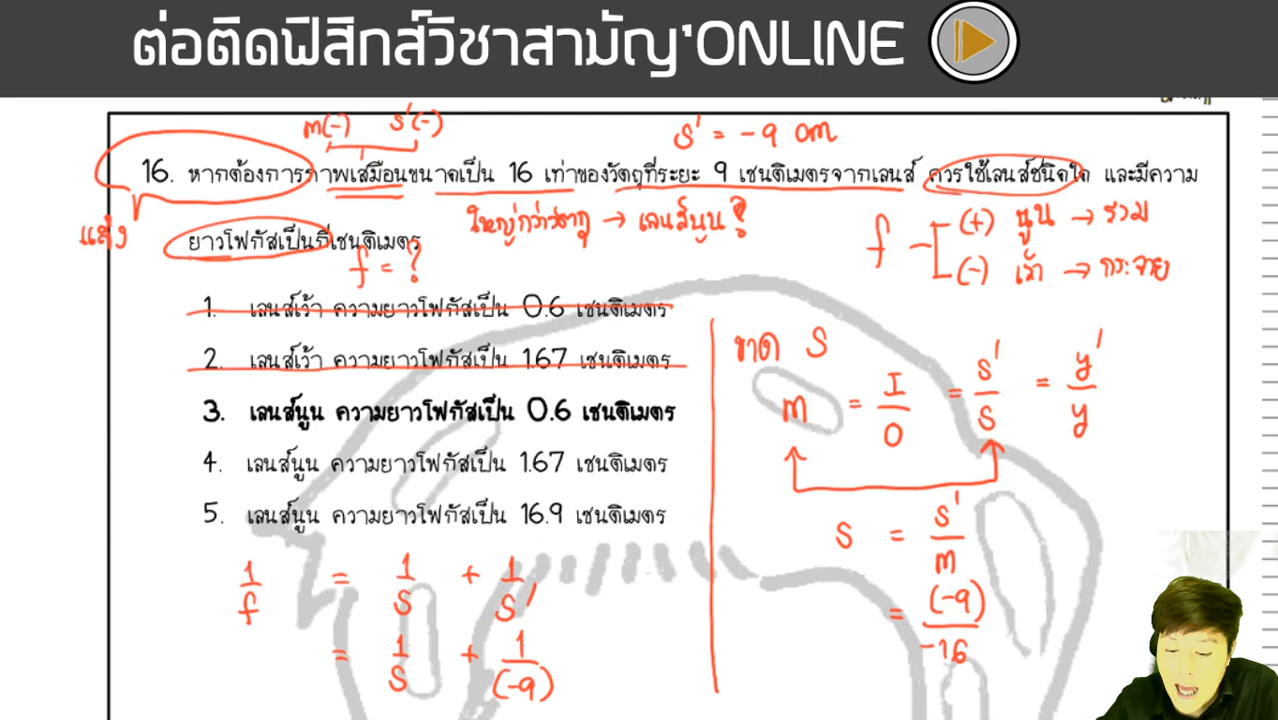 ต่อติดฟิสิกส์วิชาสามัญ'ONLINE
m(-) s'(-)
s' = -9 cm
16. หากต้องการภาพเสมือนขนาดเป็น 16 เท่าของวัตถุที่ระยะ 9 เซนติเมตรจากเลนส์ ควรใช้เลนส์ชนิดใด และมีความ
แสง
ยาวโฟกัสเป็นกี่เซนติเมตร
ใหญ่กว่าวัตถุ → เลนส์นูน?
f = ?
f
(+) นูน → รวม
(-) เว้า → กระจาย
1. เลนส์เว้า ความยาวโฟกัสเป็น 0.6 เซนติเมตร
2. เลนส์เว้า ความยาวโฟกัสเป็น 1.67 เซนติเมตร
3. เลนส์นูน ความยาวโฟกัสเป็น 0.6 เซนติเมตร
4. เลนส์นูน ความยาวโฟกัสเป็น 1.67 เซนติเมตร
5. เลนส์นูน ความยาวโฟกัสเป็น 16.9 เซนติเมตร
1/f = 1/s + 1/s'
= 1/s + 1/(-9)
ขาด s
m = I/O = s'/s = y'/y
s = s'/m
= (-9)/-16